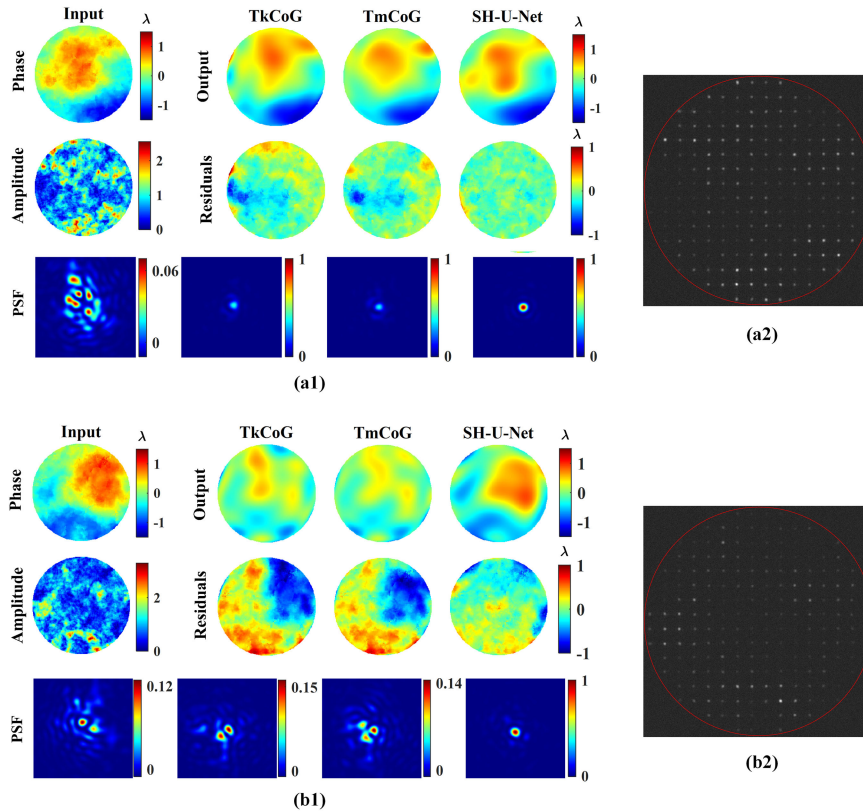 Input λ TkCoG TmCoG SH-U-Net λ
Phase
1
0
-1
Output
1
0
-1
Amplitude
2
1
0
Residuals
λ
1
0
-1
PSF
0.06
0
1
0
1
0
1
0
(a1)
(a2)
Input λ TkCoG TmCoG SH-U-Net λ
Phase
1
0
-1
Output
1
0
-1
Amplitude
2
0
Residuals
λ
1
0
-1
PSF
0.12
0
0.15
0
0.14
0
1
0
(b1)
(b2)